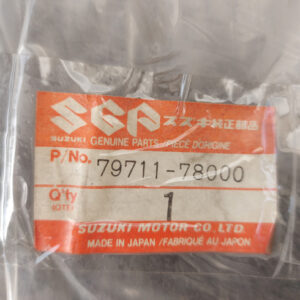 SGP スズキ純正部品
SUZUKI GENUINE PARTS/PIECE D'ORIGINE
P/No. 79711-78000
Q'ty 1
(QTE)
SUZUKI MOTOR CO.LTD.
MADE IN JAPAN/FABRIQUÉ AU JAPON